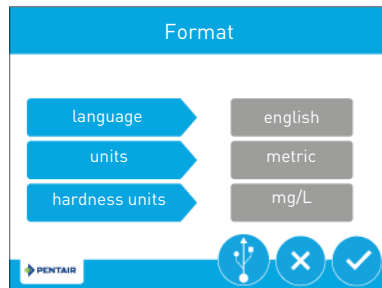 Format
language english
units metric
hardness units mg/L
PENTAIR